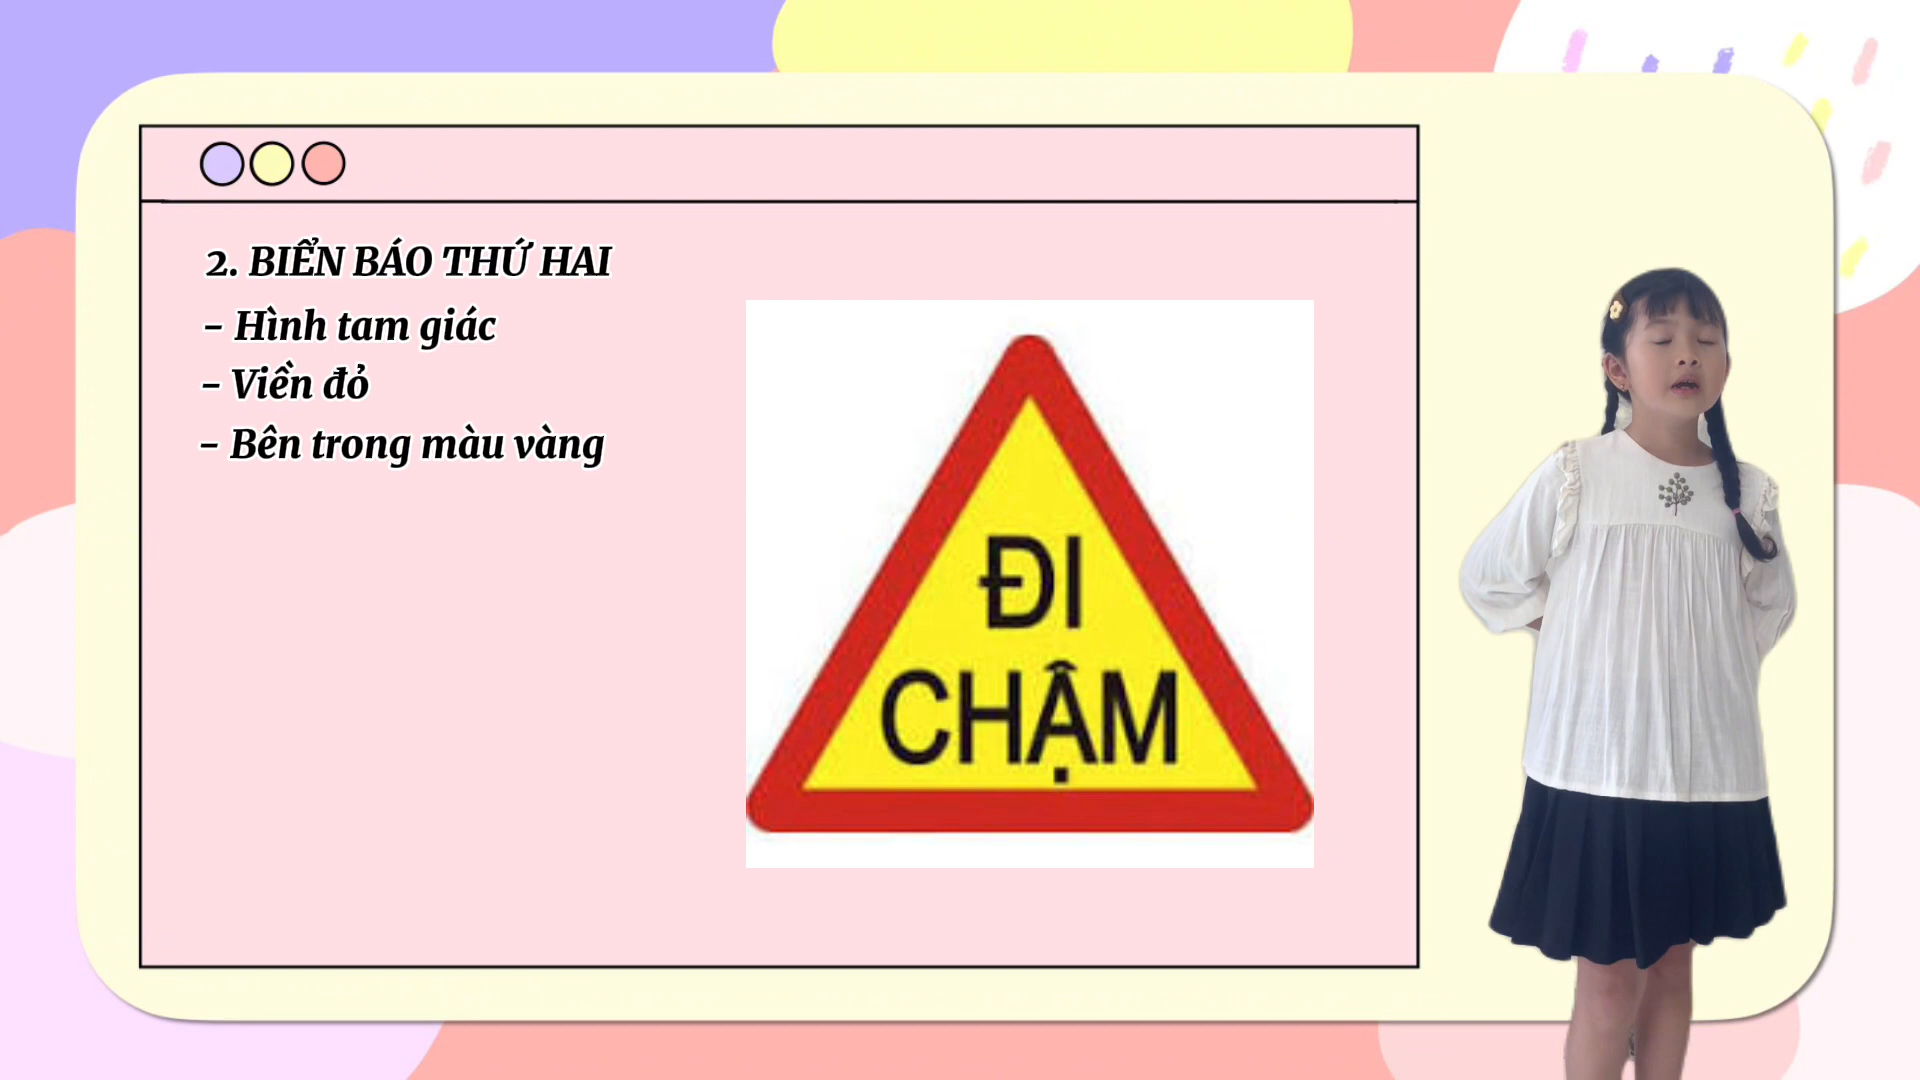 2. BIỂN BÁO THỨ HAI
- Hình tam giác
- Viền đỏ
- Bên trong màu vàng
ĐI
CHẬM